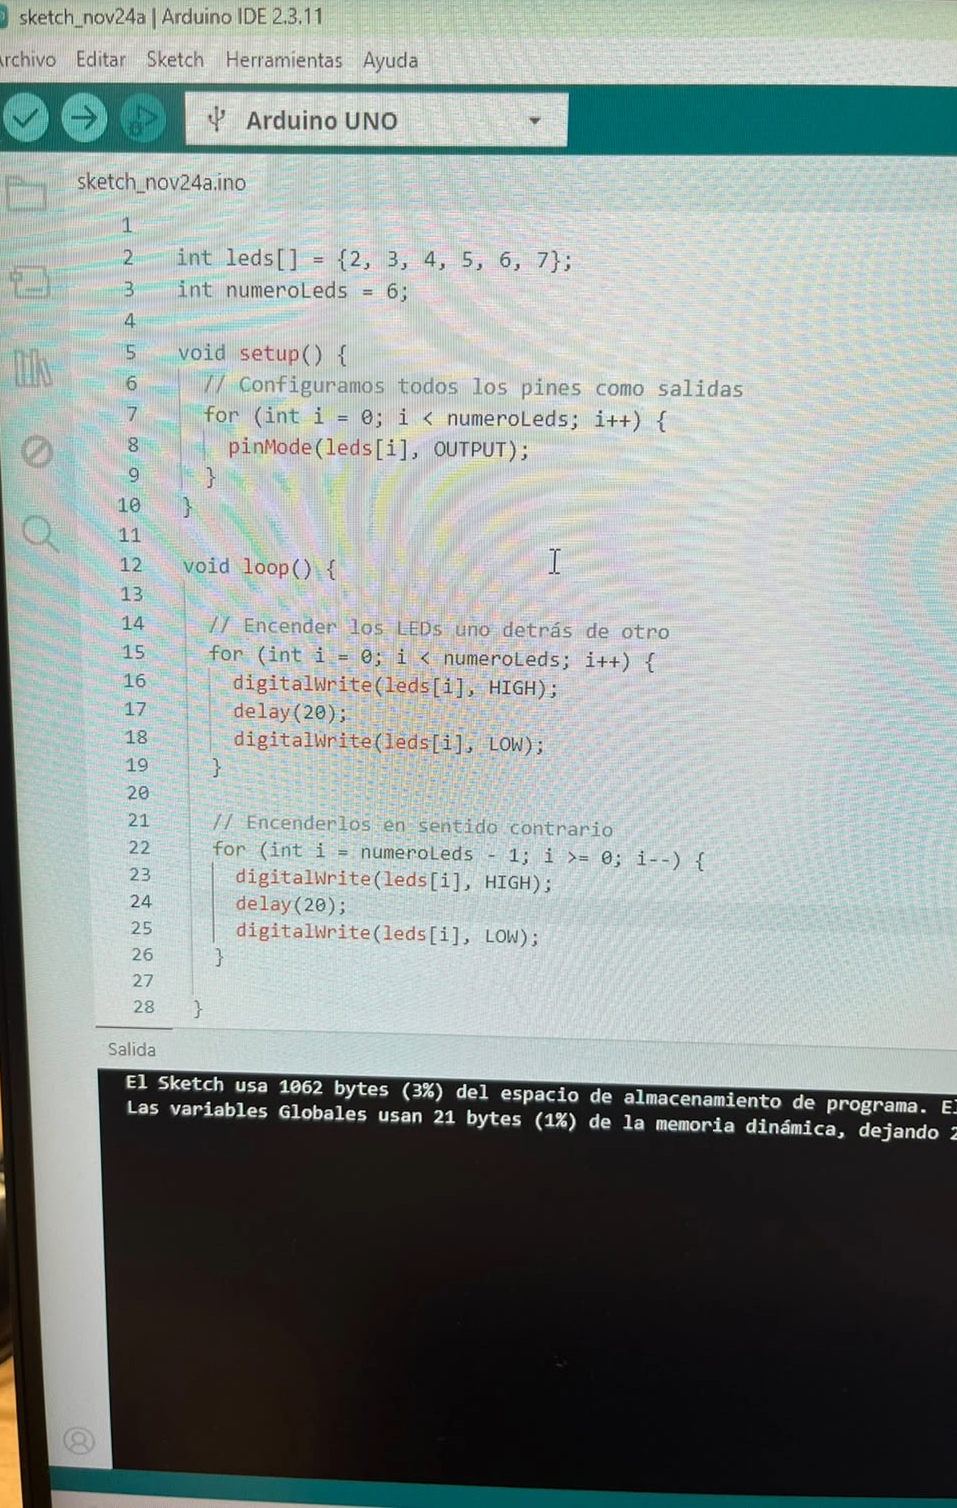 sketch_nov24a | Arduino IDE 2.3.11
Archivo Editar Sketch Herramientas Ayuda
Arduino UNO
sketch_nov24a.ino
1
2 int leds[] = {2, 3, 4, 5, 6, 7};
3 int numeroLeds = 6;
4
5 void setup() {
6 // Configuramos todos los pines como salidas
7 for (int i = 0; i < numeroLeds; i++) {
8 pinMode(leds[i], OUTPUT);
9 }
10 }
11
12 void loop() {
13
14 // Encender los LEDs uno detrás de otro
15 for (int i = 0; i < numeroLeds; i++) {
16 digitalWrite(leds[i], HIGH);
17 delay(20);
18 digitalWrite(leds[i], LOW);
19 }
20
21 // Encenderlos en sentido contrario
22 for (int i = numeroLeds - 1; i >= 0; i--) {
23 digitalWrite(leds[i], HIGH);
24 delay(20);
25 digitalWrite(leds[i], LOW);
26 }
27
28 }
Salida
El Sketch usa 1062 bytes (3%) del espacio de almacenamiento de programa. El
Las variables Globales usan 21 bytes (1%) de la memoria dinámica, dejando 2